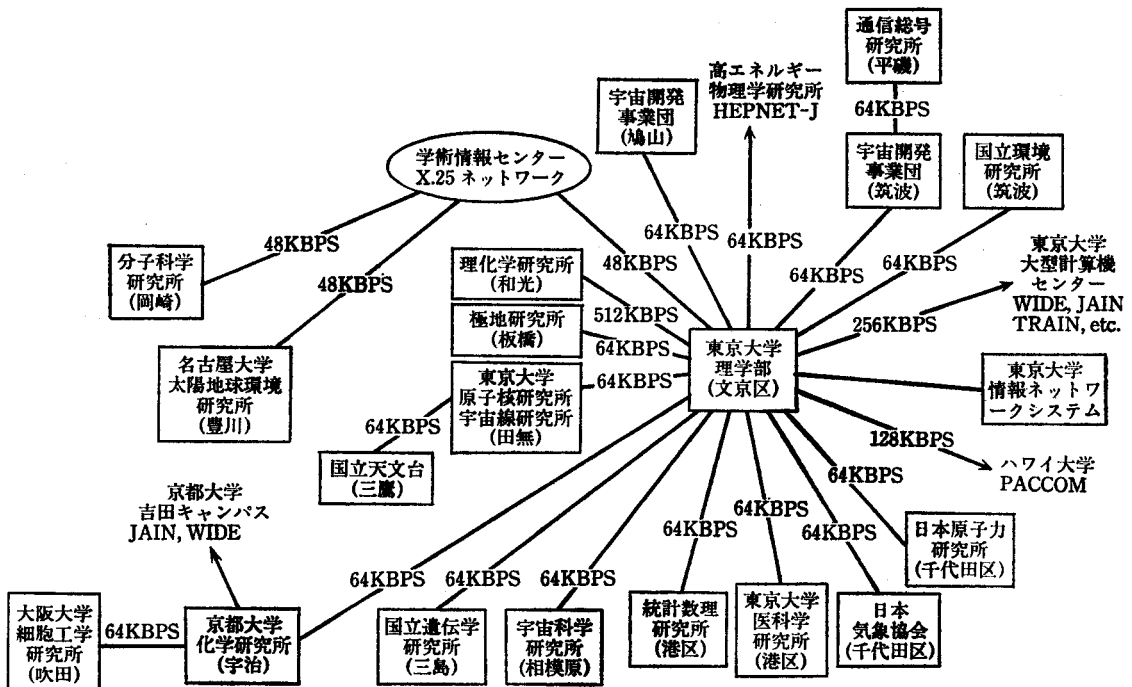 通信総号
研究所
(平磯)
64KBPS
高エネルギー
物理学研究所
HEPNET-J
宇宙開発
事業団
(鳩山)
宇宙開発
事業団
(筑波)
国立環境
研究所
(筑波)
学術情報センター
X.25 ネットワーク
48KBPS
48KBPS
48KBPS
64KBPS
64KBPS
64KBPS
64KBPS
分子科学
研究所
(岡崎)
理化学研究所
(和光)
512KBPS
極地研究所
(板橋)
64KBPS
東京大学
大型計算機
センター
WIDE, JAIN
TRAIN, etc.
256KBPS
東京大学
理学部
(文京区)
名古屋大学
太陽地球環境
研究所
(豊川)
東京大学
原子核研究所
宇宙線研究所
(田無)
64KBPS
64KBPS
国立天文台
(三鷹)
東京大学
情報ネットワ
ークシステム
128KBPS
ハワイ大学
PACCOM
京都大学
吉田キャンパス
JAIN, WIDE
64KBPS
64KBPS
64KBPS
64KBPS
64KBPS
64KBPS
64KBPS
日本原子力
研究所
(千代田区)
大阪大学
細胞工学
研究所
(吹田)
64KBPS
京都大学
化学研究所
(宇治)
国立遺伝学
研究所
(三島)
宇宙科学
研究所
(相模原)
統計数理
研究所
(港区)
東京大学
医科学
研究所
(港区)
日本
気象協会
(千代田区)